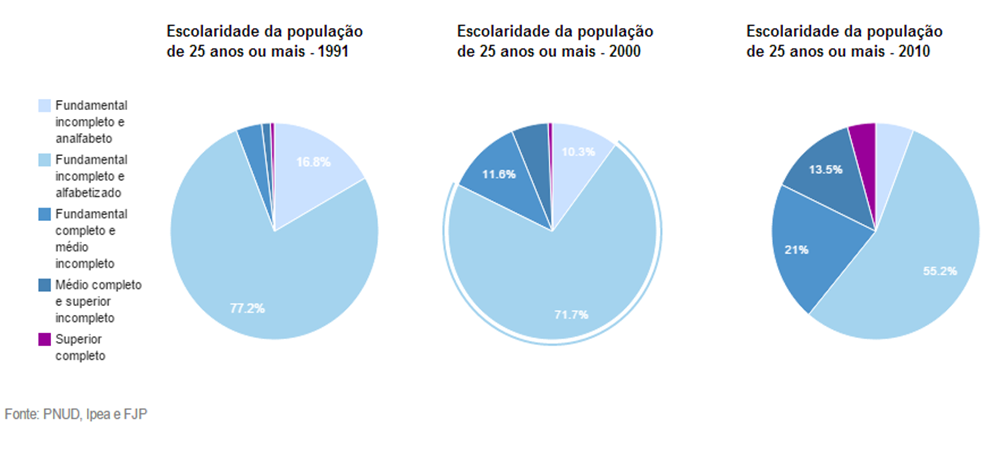 Escolaridade da população
de 25 anos ou mais - 1991
Escolaridade da população
de 25 anos ou mais - 2000
Escolaridade da população
de 25 anos ou mais - 2010
Fundamental
incompleto e
analfabeto
Fundamental
incompleto e
alfabetizado
Fundamental
completo e
médio
incompleto
Médio completo
e superior
incompleto
Superior
completo
16.8%
77.2%
10.3%
11.6%
71.7%
13.5%
21%
55.2%
Fonte: PNUD, Ipea e FJP